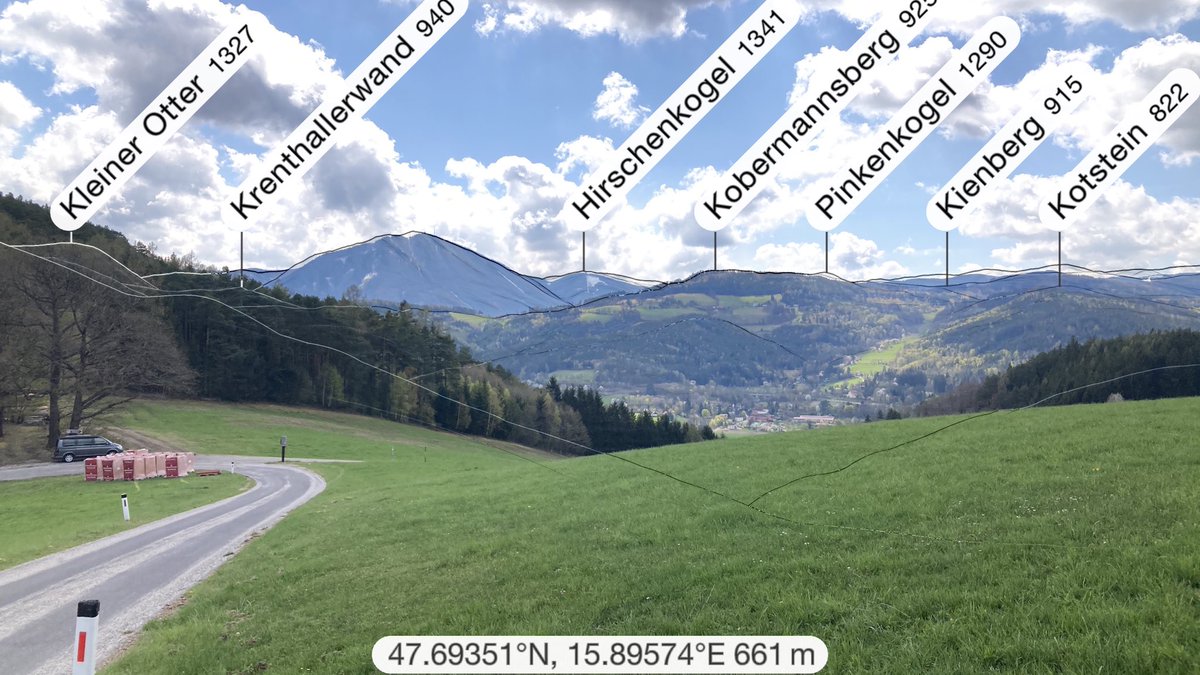 Kleiner Otter 1327
Krenthallerwand 940
Hirschenkogel 1341
Kobermannsberg 929
Pinkenkogel 1290
Kienberg 915
Kotstein 822
47.69351°N, 15.89574°E 661 m